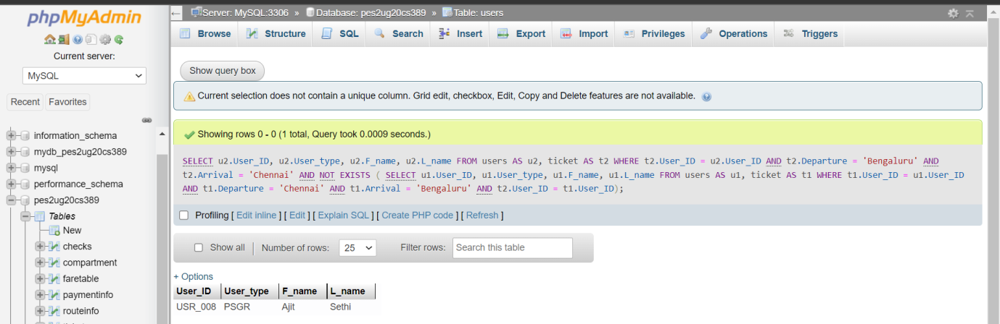 phpMyAdmin
Current server:
MySQL
Recent Favorites
information_schema
mydb_pes2ug20cs389
mysql
performance_schema
pes2ug20cs389
Tables
New
checks
compartment
faretable
paymentinfo
routeinfo
Server: MySQL:3306 » Database: pes2ug20cs389 » Table: users
Browse Structure SQL Search Insert Export Import Privileges Operations Triggers
Show query box
Current selection does not contain a unique column. Grid edit, checkbox, Edit, Copy and Delete features are not available.
Showing rows 0 - 0 (1 total, Query took 0.0009 seconds.)
SELECT u2.User_ID, u2.User_type, u2.F_name, u2.L_name FROM users AS u2, ticket AS t2 WHERE t2.User_ID = u2.User_ID AND t2.Departure = 'Bengaluru' AND
t2.Arrival = 'Chennai' AND NOT EXISTS ( SELECT u1.User_ID, u1.User_type, u1.F_name, u1.L_name FROM users AS u1, ticket AS t1 WHERE t1.User_ID = u1.User_ID
AND t1.Departure = 'Chennai' AND t1.Arrival = 'Bengaluru' AND t2.User_ID = t1.User_ID);
Profiling [ Edit inline ] [ Edit ] [ Explain SQL ] [ Create PHP code ] [ Refresh ]
Show all | Number of rows: 25 Filter rows: Search this table
+ Options
User_ID User_type F_name L_name
USR_008 PSGR Ajit Sethi